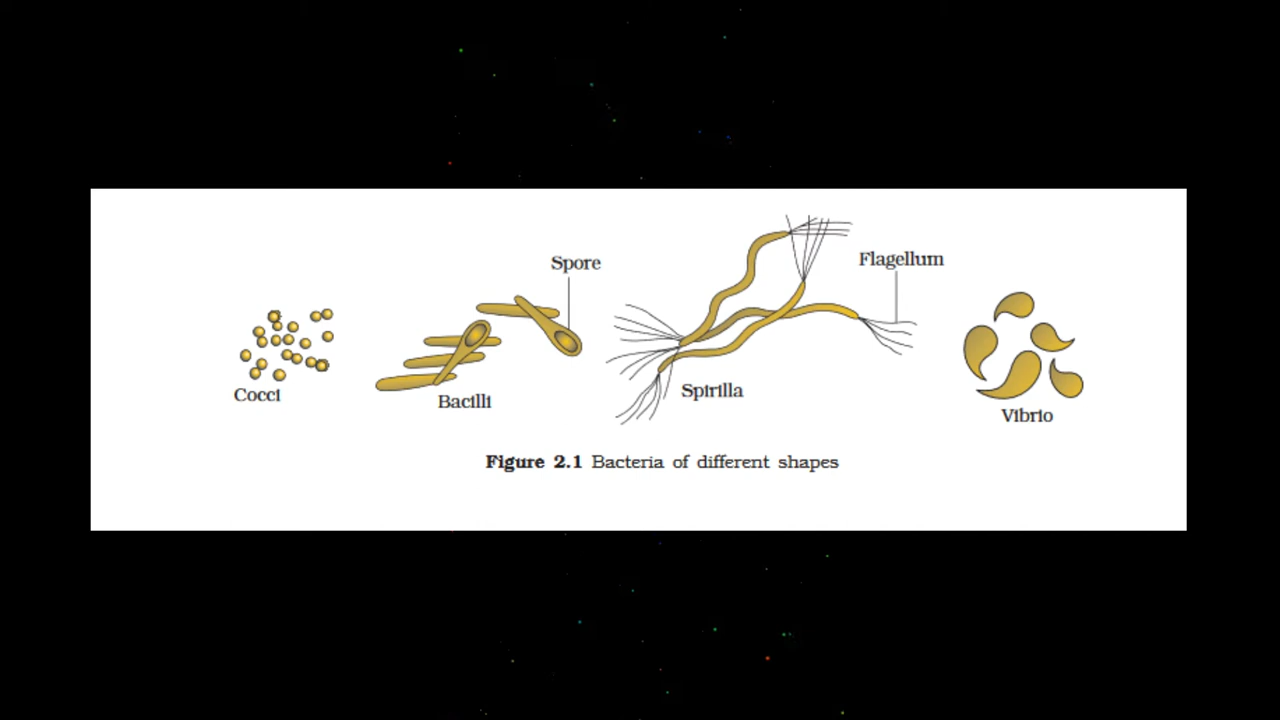 Spore
Flagellum
Cocci
Bacilli
Spirilla
Vibrio
Figure 2.1 Bacteria of different shapes